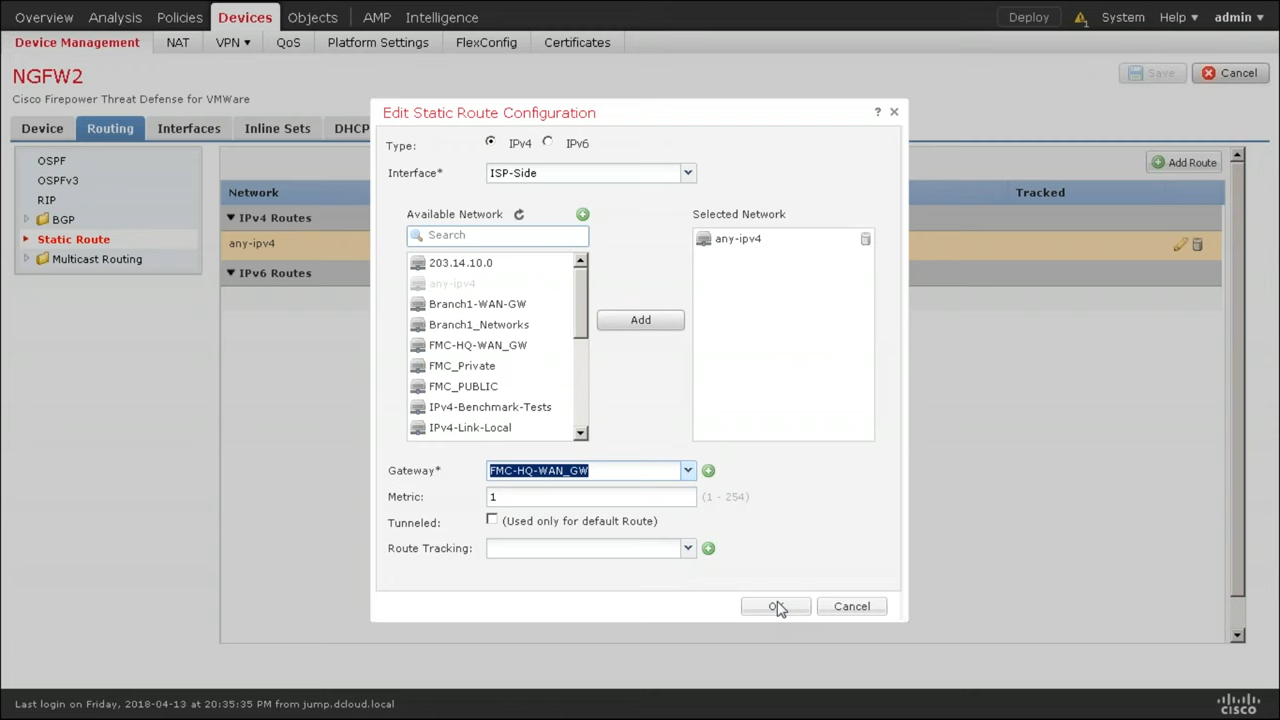 Overview Analysis Policies Devices Objects AMP Intelligence Deploy 1 System Help admin
Device Management NAT VPN QoS Platform Settings FlexConfig Certificates
NGFW2
Save Cancel
Cisco Firepower Threat Defense for VMWare
Device Routing Interfaces Inline Sets DHCP
OSPF
OSPFv3
RIP
BGP
Static Route
Multicast Routing
Add Route
Network Tracked
IPv4 Routes
any-ipv4
IPv6 Routes
Edit Static Route Configuration ?
Type: IPv4 IPv6
Interface* ISP-Side
Available Network Selected Network
Search
203.14.10.0
any-ipv4
Branch1-WAN-GW
Branch1_Networks
FMC-HQ-WAN_GW
FMC_Private
FMC_PUBLIC
IPv4-Benchmark-Tests
IPv4-Link-Local
Add
any-ipv4
Gateway* FMC-HQ-WAN_GW
Metric: 1 (1 - 254)
Tunneled: (Used only for default Route)
Route Tracking:
Cancel
Last login on Friday, 2018-04-13 at 20:35:35 PM from jump.dcloud.local
cisco